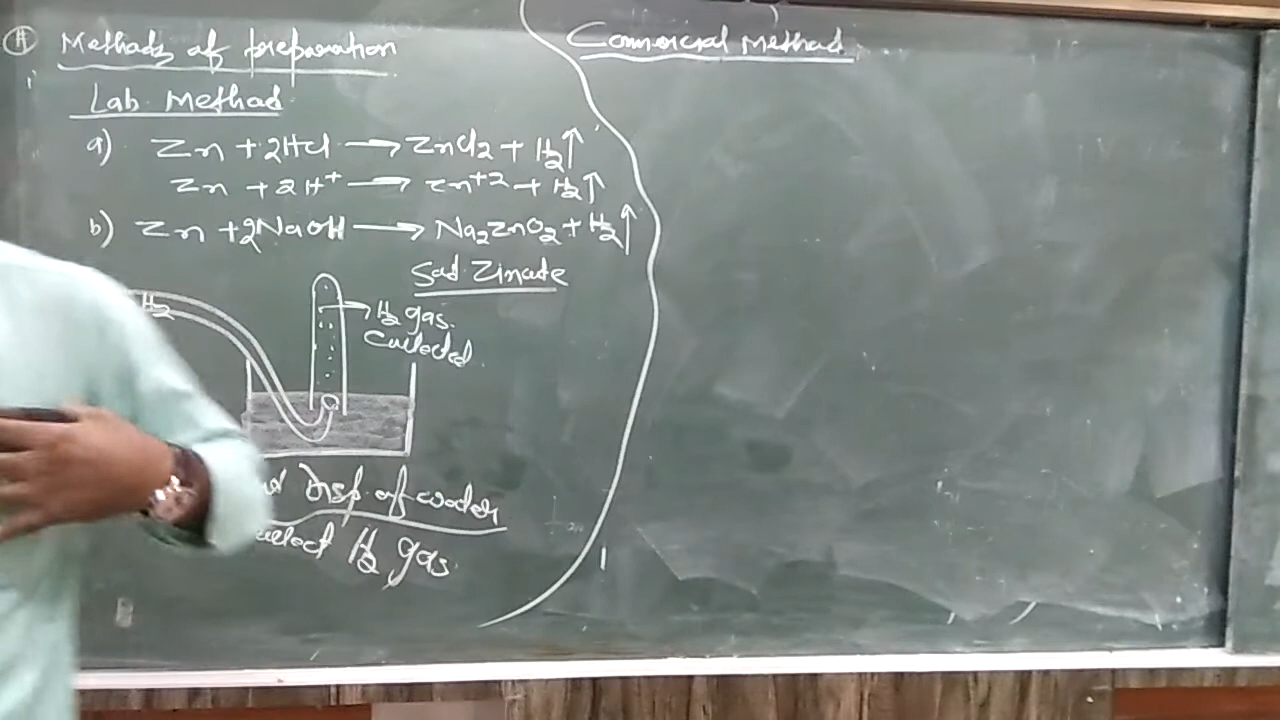 Methods of preparation
Lab Method
a) Zn + 2HCl → ZnCl2 + H2↑
Zn + 2H+ → Zn+2 + H2↑
b) Zn + 2NaOH → Na2ZnO2 + H2↑
Sod Zincate
H2
H2 gas
Collected
Disp. of water
collect H2 gas
Commercial Method